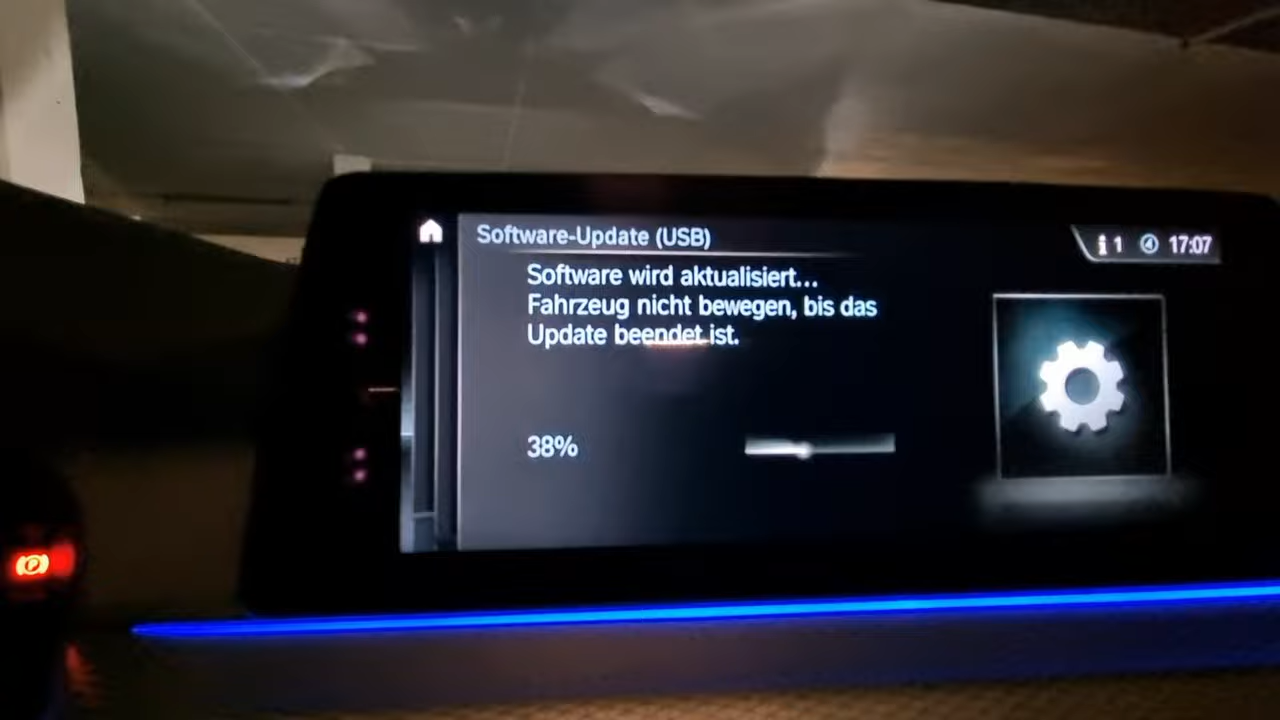 Software-Update (USB)
1 17:07
Software wird aktualisiert...
Fahrzeug nicht bewegen, bis das
Update beendet ist.
38%
P